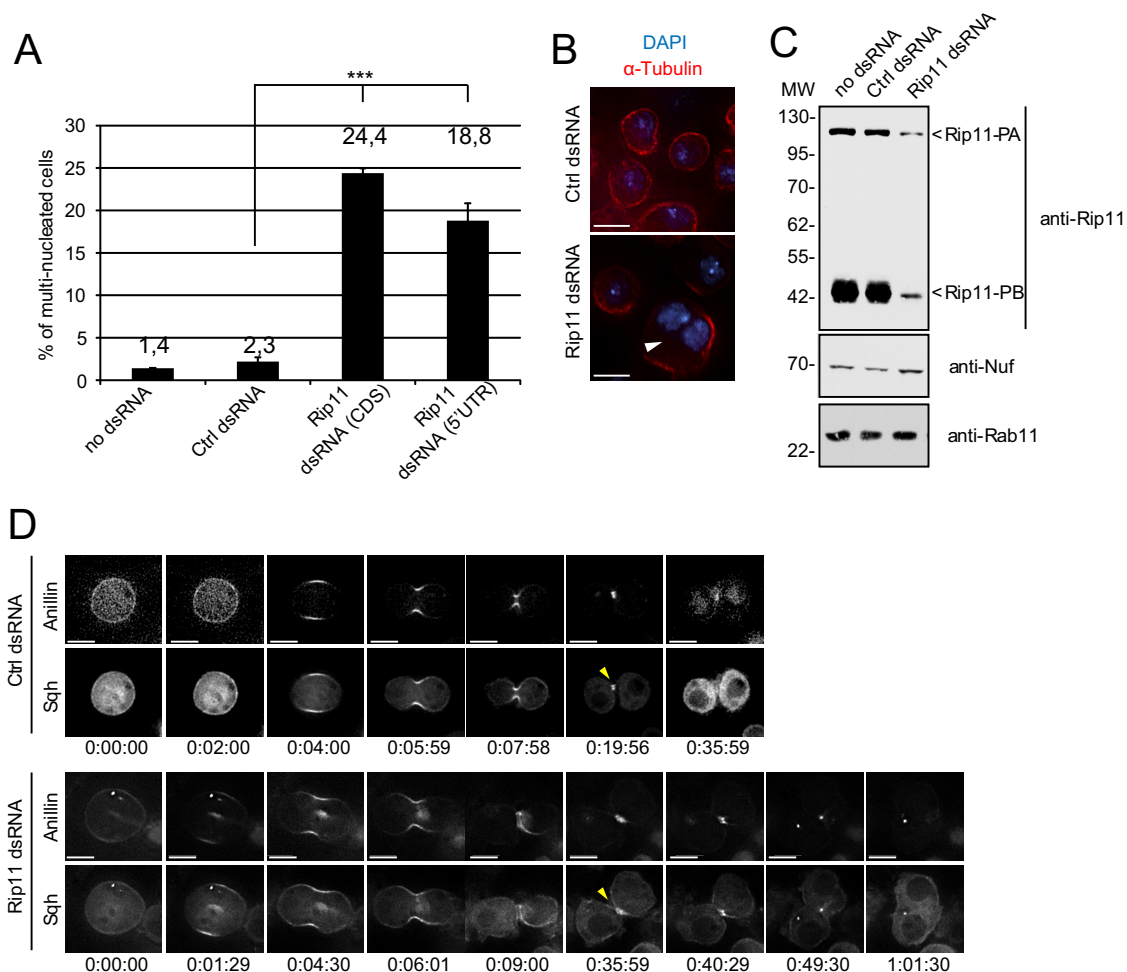 A
***
% of multi-nucleated cells
30
25
20
15
10
5
0
1,4
2,3
24,4
18,8
no dsRNA
Ctrl dsRNA
Rip11
dsRNA (CDS)
Rip11
dsRNA (5'UTR)
B
DAPI
α-Tubulin
Ctrl dsRNA
Rip11 dsRNA
C
MW
no dsRNA
Ctrl dsRNA
Rip11 dsRNA
130-
95-
70-
62-
55-
42-
<Rip11-PA
<Rip11-PB
anti-Rip11
70-
anti-Nuf
22-
anti-Rab11
D
Ctrl dsRNA
Anillin
Sqh
0:00:00 0:02:00 0:04:00 0:05:59 0:07:58 0:19:56 0:35:59
Rip11 dsRNA
Anillin
Sqh
0:00:00 0:01:29 0:04:30 0:06:01 0:09:00 0:35:59 0:40:29 0:49:30 1:01:30